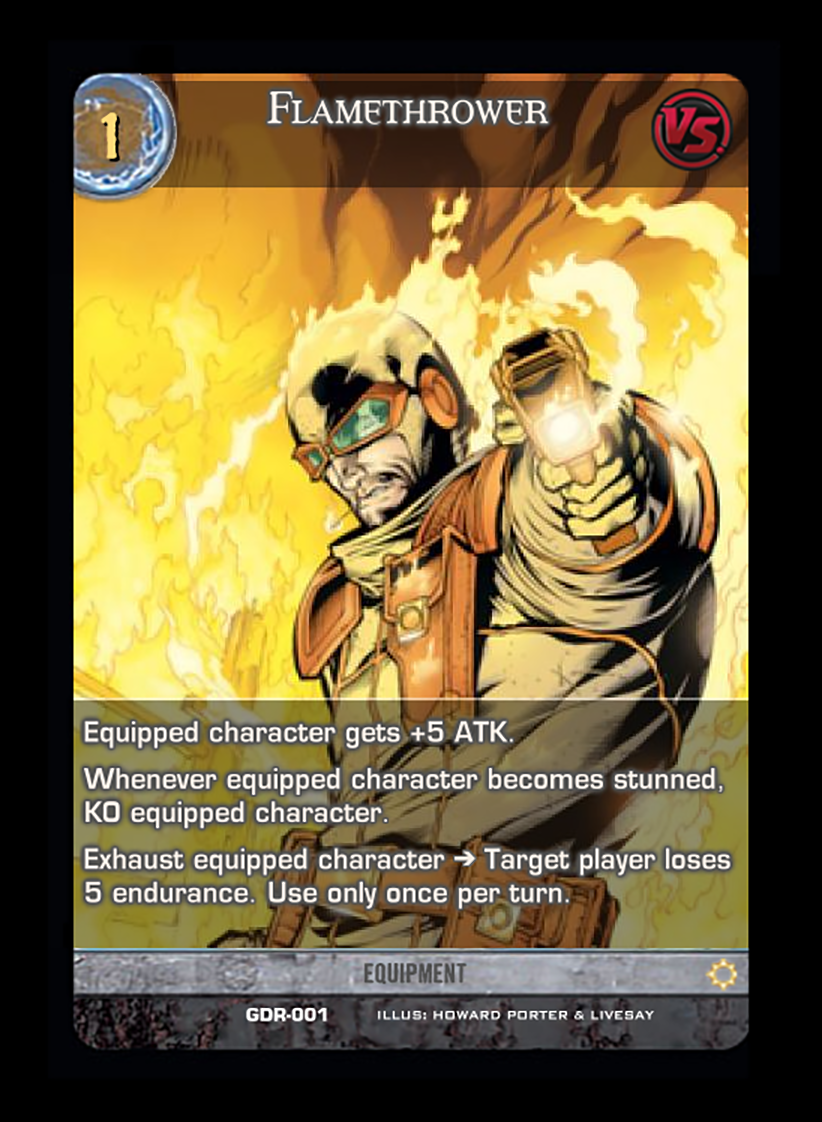 1
FLAMETHROWER
VS.
Equipped character gets +5 ATK.
Whenever equipped character becomes stunned,
KO equipped character.
Exhaust equipped character → Target player loses
5 endurance. Use only once per turn.
EQUIPMENT
GDR-001 ILLUS: HOWARD PORTER & LIVESAY